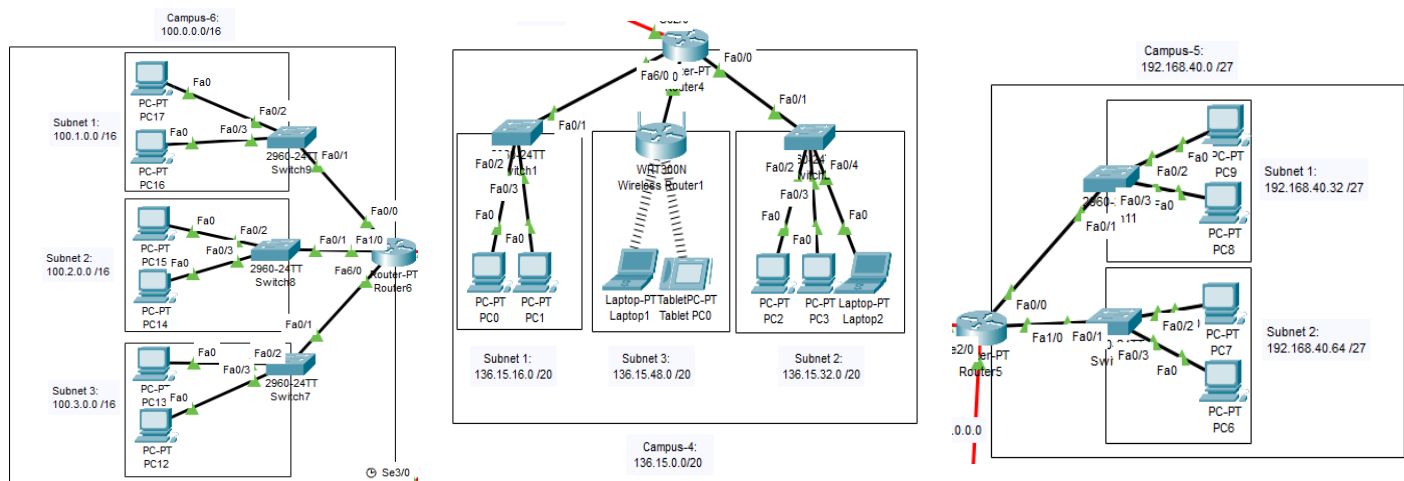 Campus-6:
100.0.0.0/16
Fa0
PC-PT
PC17
Fa0/2
Subnet 1:
100.1.0.0 /16
Fa0
Fa0/3
PC-PT
PC16
2960-24TT
Switch9
Fa0/1
Fa0/0
Subnet 2:
100.2.0.0 /16
Fa0
PC-PT
PC15
Fa0/2
Fa0/3
Fa0
PC-PT
PC14
2960-24TT
Switch8
Fa0/1
Fa1/0
Fa6/0
Router-PT
Router6
Subnet 3:
100.3.0.0 /16
Fa0
PC-PT
PC13
Fa0/2
Fa0/3
Fa0
PC-PT
PC12
2960-24TT
Switch7
Fa0/1
Se3/0
Fa0/0
Fa6/0
Fa0/1
Fa0/1
Fa0/2
Fa0/3
Fa0
Fa0
PC-PT
PC0
PC-PT
PC1
WRT300N
Wireless Router1
Laptop-PT
Laptop1
TabletPC-PT
Tablet PC0
Fa0/2
Fa0/3
Fa0/4
Fa0
Fa0
Fa0
PC-PT
PC2
PC-PT
PC3
Laptop-PT
Laptop2
Subnet 1:
136.15.16.0 /20
Subnet 3:
136.15.48.0 /20
Subnet 2:
136.15.32.0 /20
Campus-4:
136.15.0.0/20
Campus-5:
192.168.40.0 /27
Fa0
PC-PT
PC9
Fa0/2
Fa0/3
Fa0
PC-PT
PC8
Fa0/1
Subnet 1:
192.168.40.32 /27
Fa0/0
Fa1/0
Fa0/1
Router5
Fa0/2
Fa0/3
Fa0
PC-PT
PC7
PC-PT
PC6
Subnet 2:
192.168.40.64 /27
.0.0.0